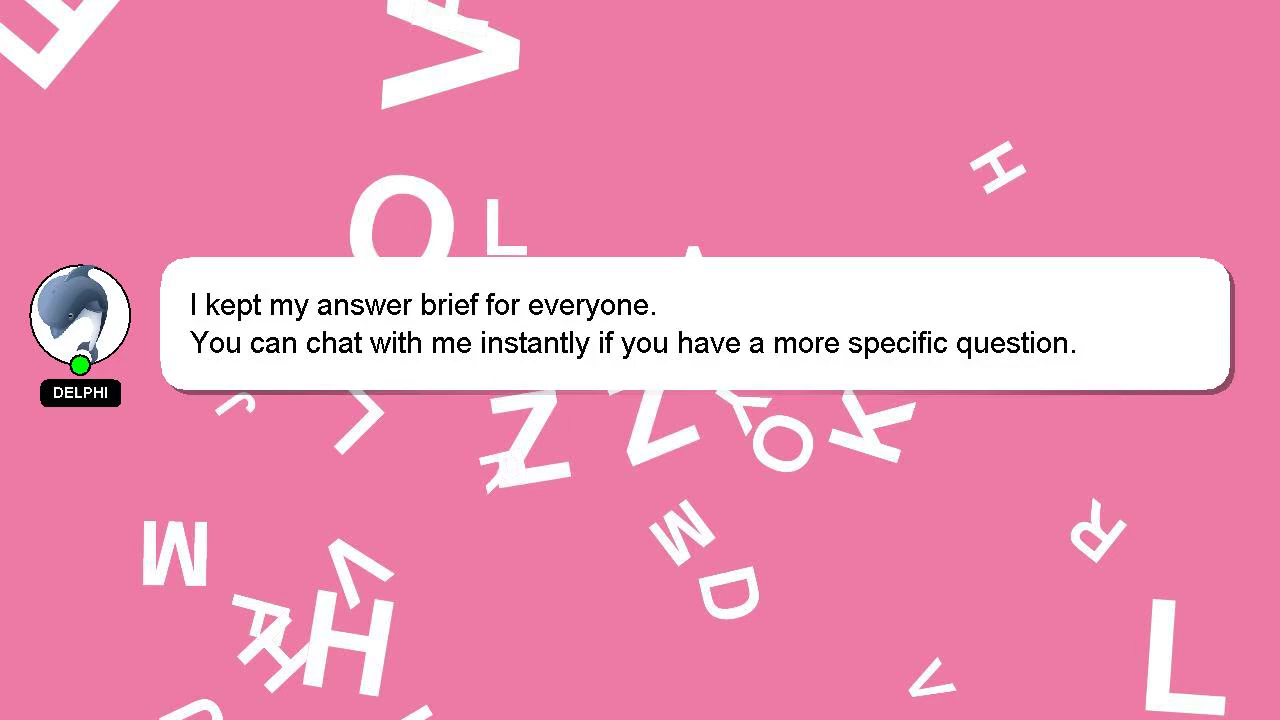 I kept my answer brief for everyone.
You can chat with me instantly if you have a more specific question.
DELPHI
V
H
O
L
J
L
Z
Z
Y
O
K
R
M
M
D
R
V
P
H
H
L
V